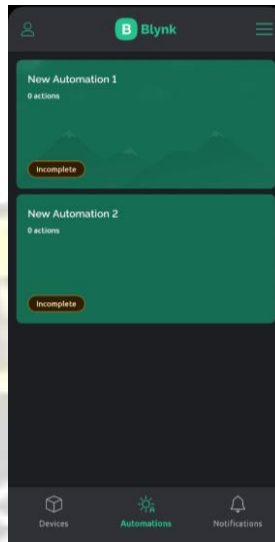 B Blynk
New Automation 1
0 actions
Incomplete
New Automation 2
0 actions
Incomplete
Devices Automations Notifications